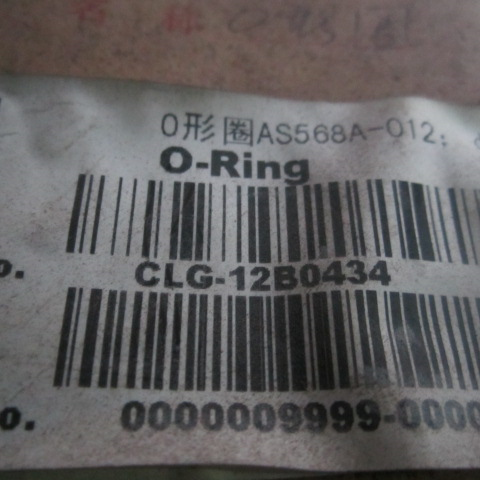 O形圈AS568A-012;
O-Ring
o. CLG-12B0434
o. 0000009999-0000